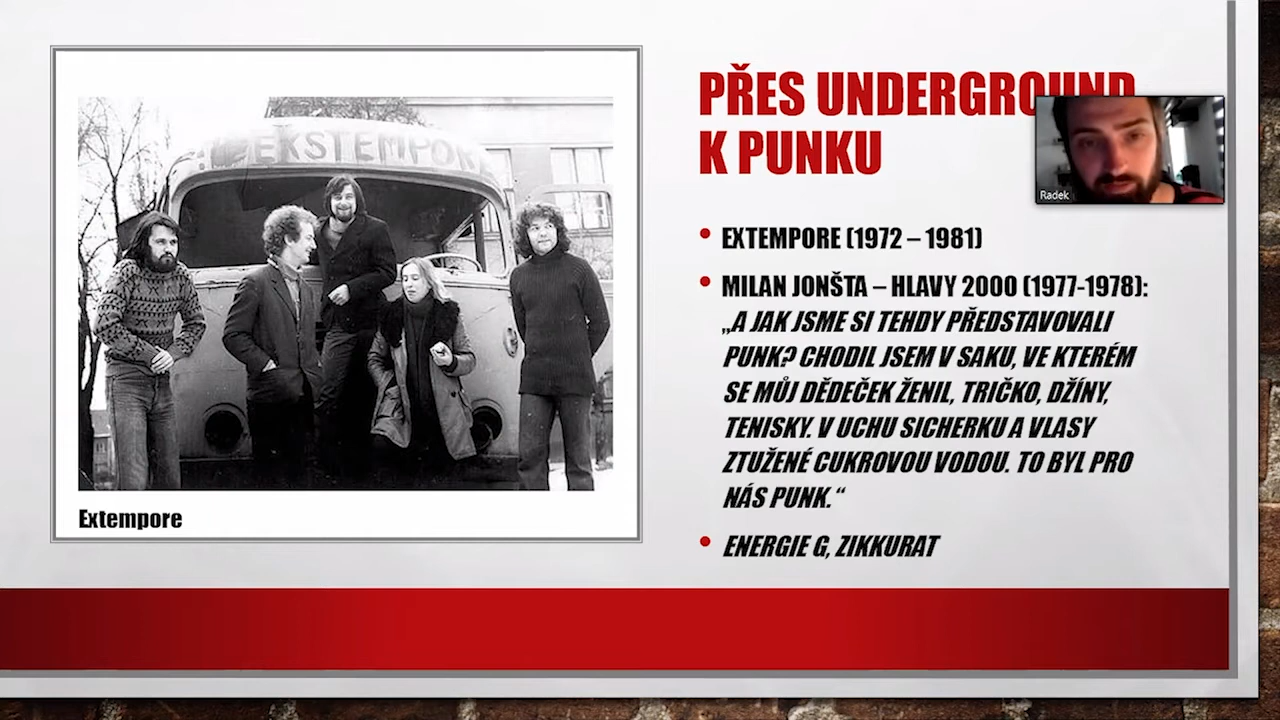 EKSTEMPOR
Extempore
PŘES UNDERGROUND
K PUNKU
Radek
• EXTEMPORE (1972 – 1981)
• MILAN JONŠTA – HLAVY 2000 (1977-1978):
„A JAK JSME SI TEHDY PŘEDSTAVOVALI
PUNK? CHODIL JSEM V SAKU, VE KTERÉM
SE MŮJ DĚDEČEK ŽENIL, TRIČKO, DŽÍNY,
TENISKY. V UCHU SICHERKU A VLASY
ZTUŽENÉ CUKROVOU VODOU. TO BYL PRO
NÁS PUNK.“
• ENERGIE G, ZIKKURAT